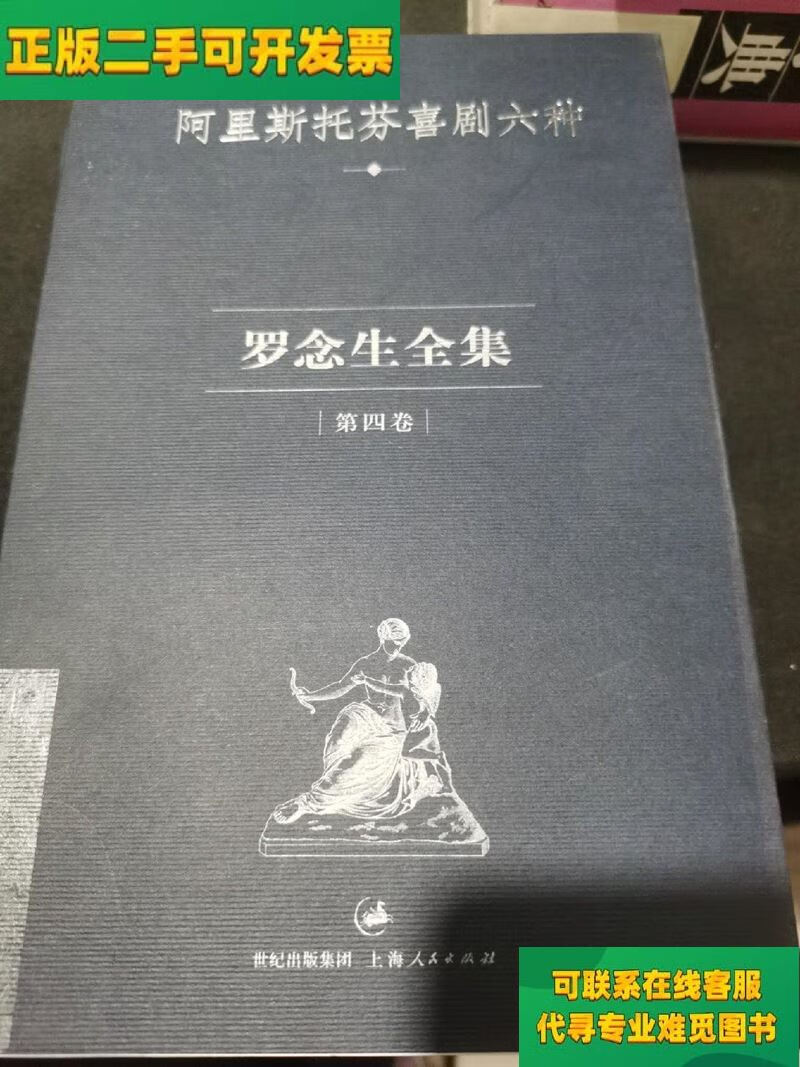 正版二手可开发票
典
阿里斯托芬喜剧六种
罗念生全集
第四卷
世纪出版集团 上海人民出版社
可联系在线客服
代寻专业难觅图书